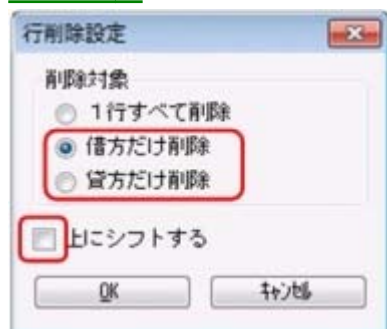 行削除設定
削除対象
1行すべて削除
借方だけ削除
貸方だけ削除
上にシフトする
OK ｷｬﾝｾﾙ